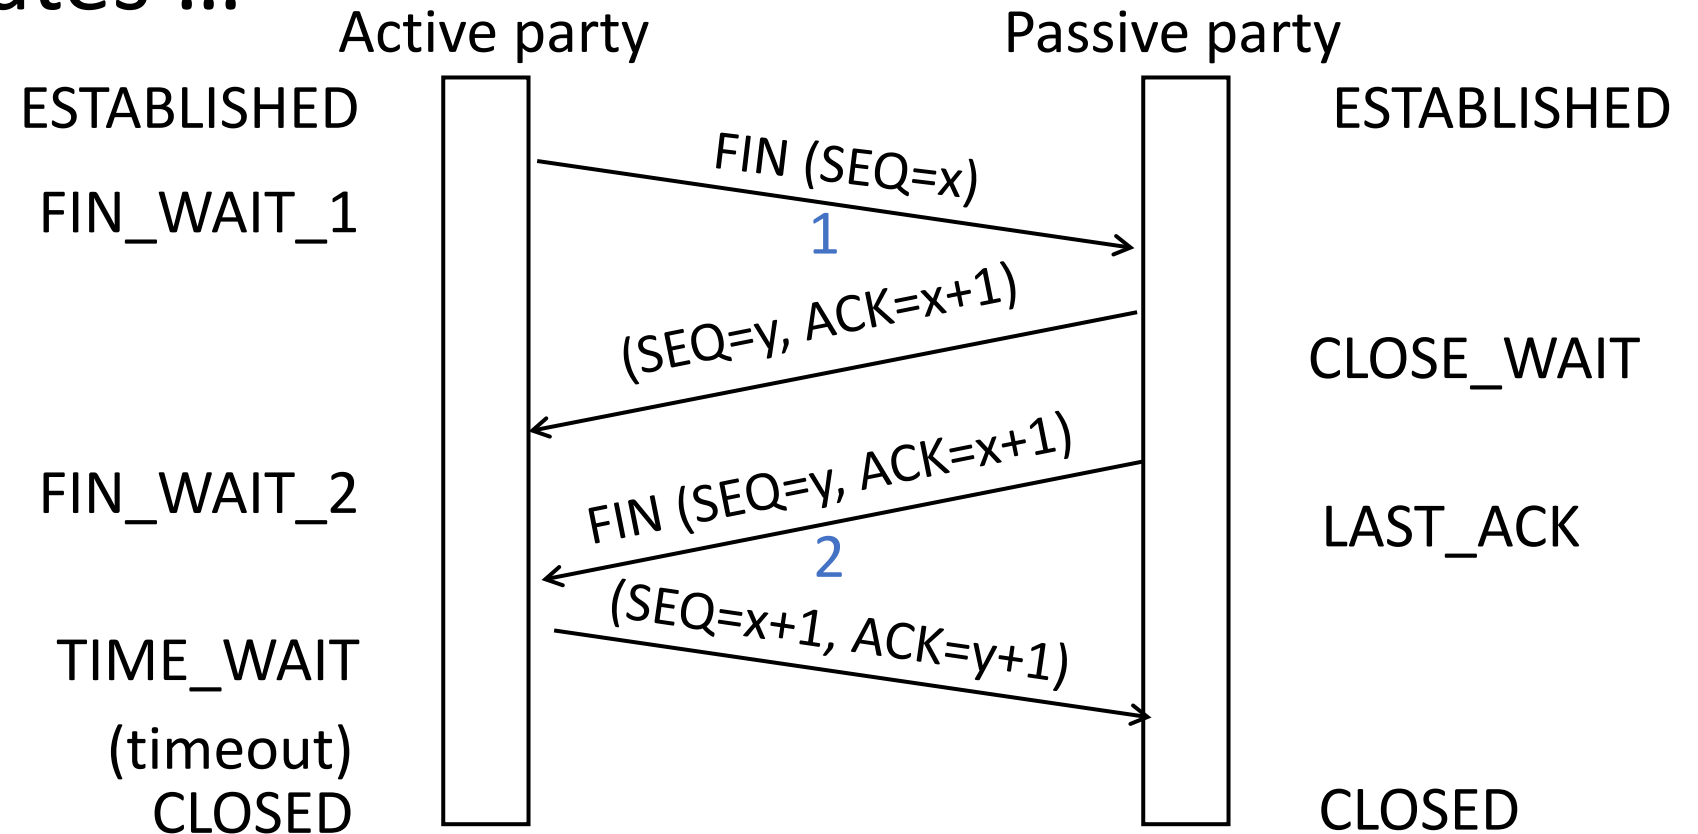 Active party
Passive party
ESTABLISHED
ESTABLISHED
FIN (SEQ=x)
FIN_WAIT_1
1
(SEQ=y, ACK=x+1)
CLOSE_WAIT
FIN (SEQ=y, ACK=x+1)
FIN_WAIT_2
LAST_ACK
2
(SEQ=x+1, ACK=y+1)
TIME_WAIT
(timeout)
CLOSED
CLOSED